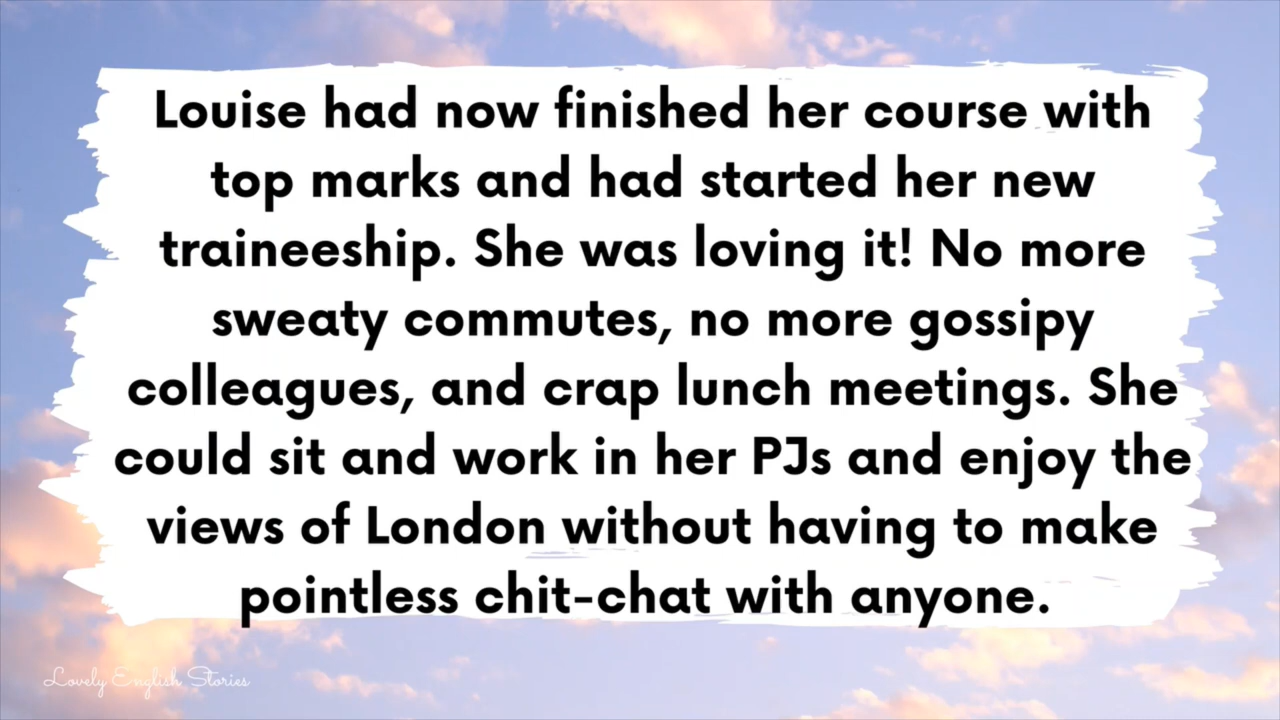 Louise had now finished her course with
top marks and had started her new
traineeship. She was loving it! No more
sweaty commutes, no more gossipy
colleagues, and crap lunch meetings. She
could sit and work in her PJs and enjoy the
views of London without having to make
pointless chit-chat with anyone.
Lovely English Stories